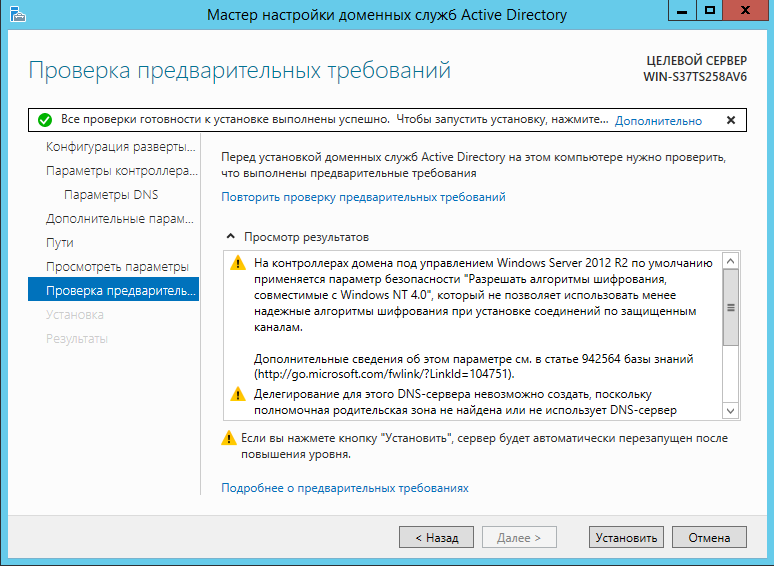 Мастер настройки доменных служб Active Directory
Проверка предварительных требований
ЦЕЛЕВОЙ СЕРВЕР
WIN-S37TS258AV6
Все проверки готовности к установке выполнены успешно. Чтобы запустить установку, нажмите... Дополнительно
Конфигурация разверты...
Параметры контроллера...
Параметры DNS
Дополнительные парам...
Пути
Просмотреть параметры
Проверка предваритель...
Установка
Результаты
Перед установкой доменных служб Active Directory на этом компьютере нужно проверить,
что выполнены предварительные требования
Повторить проверку предварительных требований
Просмотр результатов
На контроллерах домена под управлением Windows Server 2012 R2 по умолчанию
применяется параметр безопасности "Разрешать алгоритмы шифрования,
совместимые с Windows NT 4.0", который не позволяет использовать менее
надежные алгоритмы шифрования при установке соединений по защищенным
каналам.
Дополнительные сведения об этом параметре см. в статье 942564 базы знаний
(http://go.microsoft.com/fwlink/?LinkId=104751).
Делегирование для этого DNS-сервера невозможно создать, поскольку
полномочная родительская зона не найдена или не использует DNS-сервер
Если вы нажмете кнопку "Установить", сервер будет автоматически перезапущен после
повышения уровня.
Подробнее о предварительных требованиях
< Назад
Далее >
Установить
Отмена